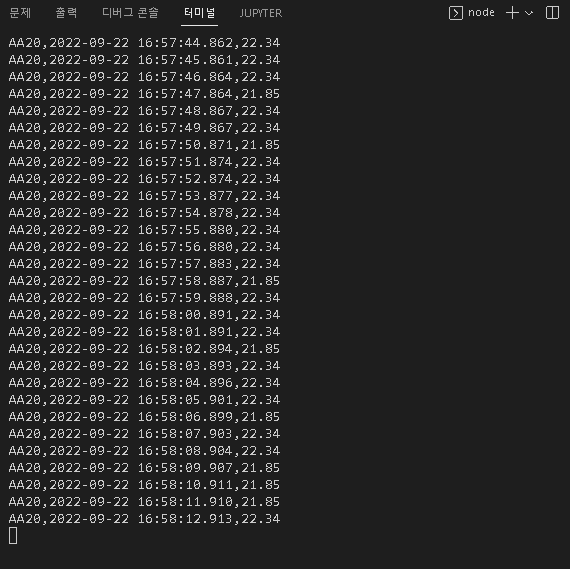 문제 출력 디버그 콘솔 터미널 JUPYTER node
AA20,2022-09-22 16:57:44.862,22.34
AA20,2022-09-22 16:57:45.861,22.34
AA20,2022-09-22 16:57:46.864,22.34
AA20,2022-09-22 16:57:47.864,21.85
AA20,2022-09-22 16:57:48.867,22.34
AA20,2022-09-22 16:57:49.867,22.34
AA20,2022-09-22 16:57:50.871,21.85
AA20,2022-09-22 16:57:51.874,22.34
AA20,2022-09-22 16:57:52.874,22.34
AA20,2022-09-22 16:57:53.877,22.34
AA20,2022-09-22 16:57:54.878,22.34
AA20,2022-09-22 16:57:55.880,22.34
AA20,2022-09-22 16:57:56.880,22.34
AA20,2022-09-22 16:57:57.883,22.34
AA20,2022-09-22 16:57:58.887,21.85
AA20,2022-09-22 16:57:59.888,22.34
AA20,2022-09-22 16:58:00.891,22.34
AA20,2022-09-22 16:58:01.891,22.34
AA20,2022-09-22 16:58:02.894,21.85
AA20,2022-09-22 16:58:03.893,22.34
AA20,2022-09-22 16:58:04.896,22.34
AA20,2022-09-22 16:58:05.901,22.34
AA20,2022-09-22 16:58:06.899,21.85
AA20,2022-09-22 16:58:07.903,22.34
AA20,2022-09-22 16:58:08.904,22.34
AA20,2022-09-22 16:58:09.907,21.85
AA20,2022-09-22 16:58:10.911,21.85
AA20,2022-09-22 16:58:11.910,21.85
AA20,2022-09-22 16:58:12.913,22.34